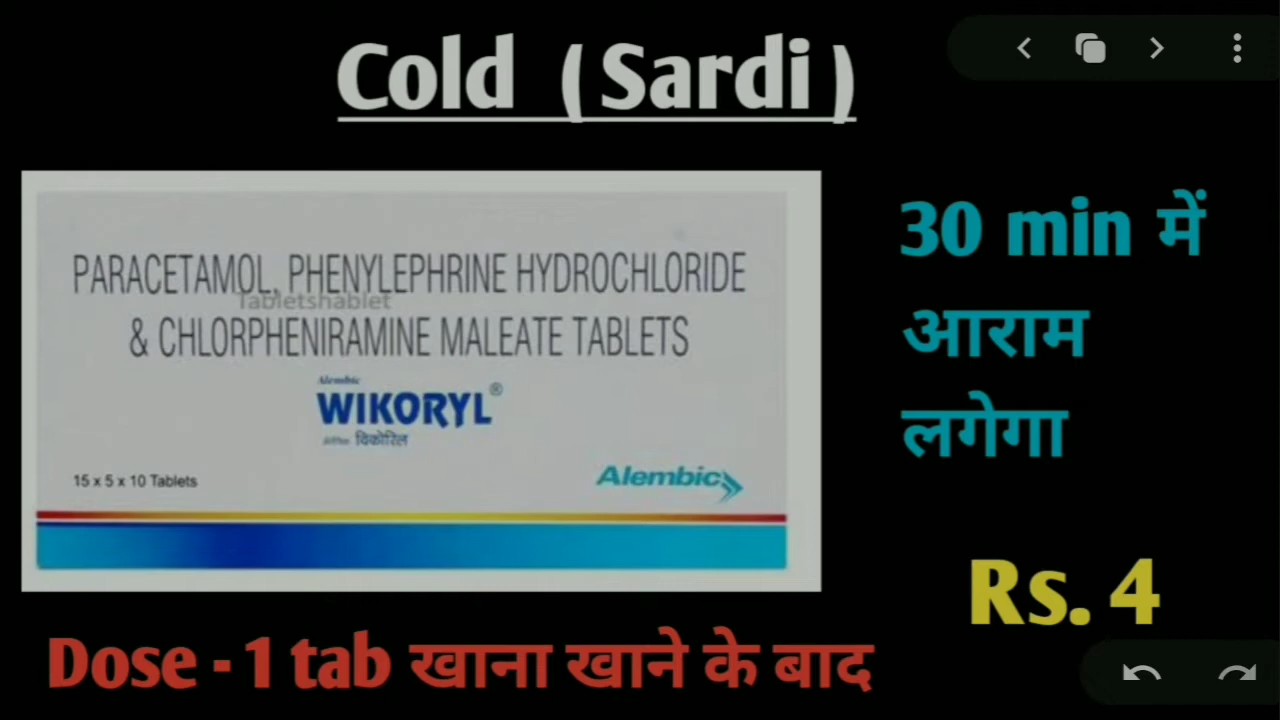 Cold (Sardi)
PARACETAMOL, PHENYLEPHRINE HYDROCHLORIDE
Tabletshablet
& CHLORPHENIRAMINE MALEATE TABLETS
Alembic
WIKORYL®
विकोरिल
15 x 5 x 10 Tablets
Alembic
30 min में
आराम
लगेगा
Rs. 4
Dose - 1 tab खाना खाने के बाद